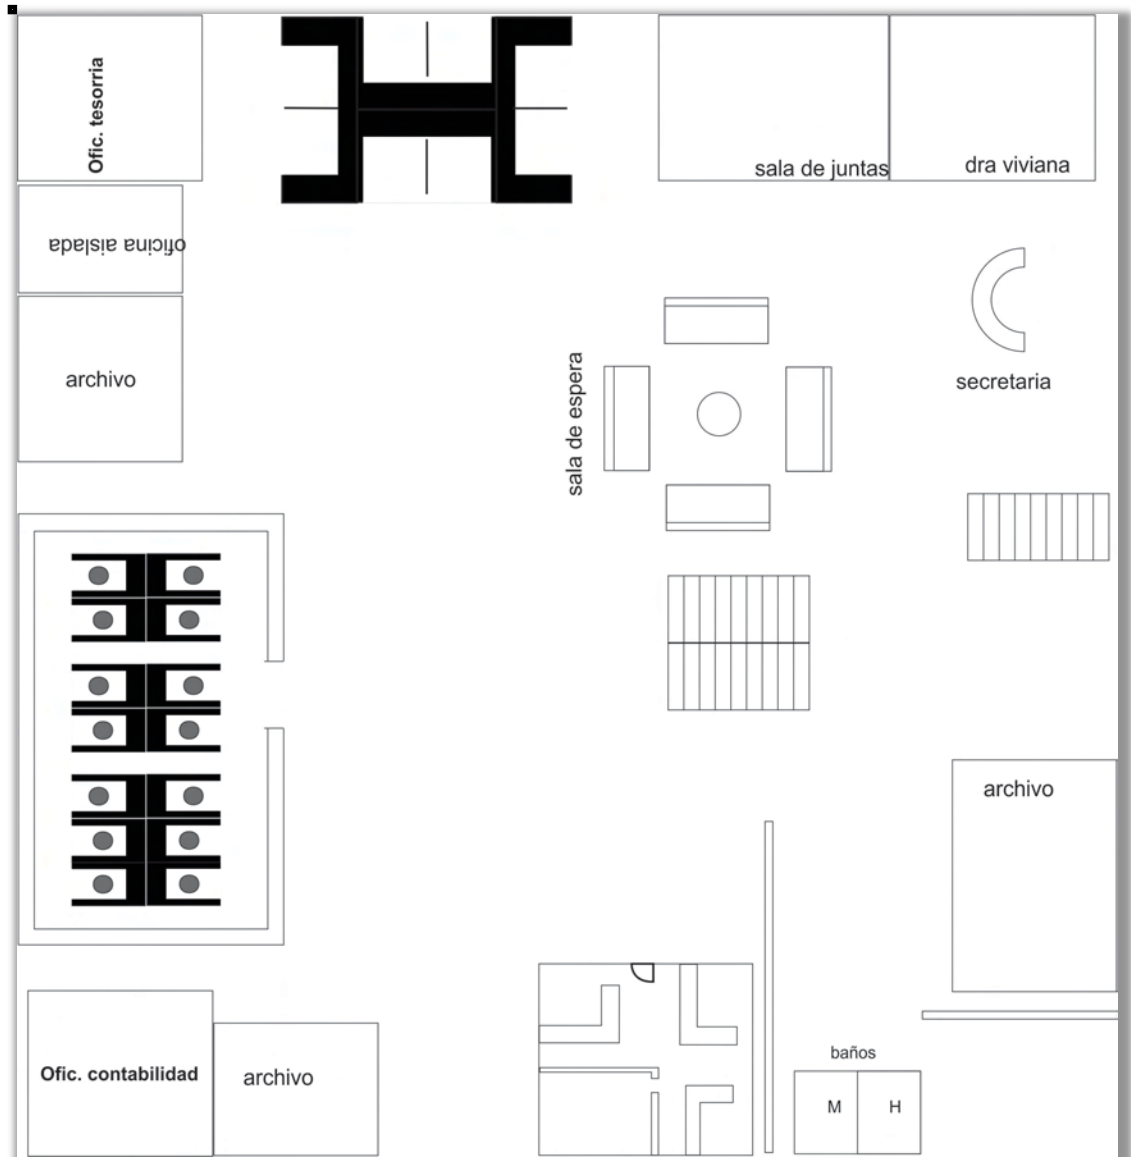 Ofic. tesorria
sala de juntas
dra viviana
oficina aislada
archivo
sala de espera
secretaria
archivo
baños
M
H
Ofic. contabilidad
archivo